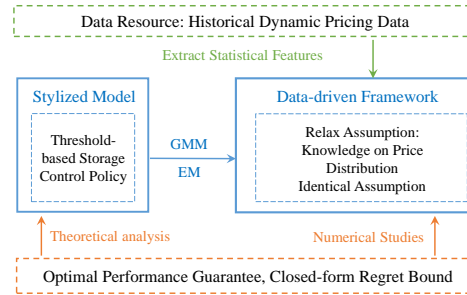 Data Resource: Historical Dynamic Pricing Data
Extract Statistical Features
Stylized Model
Threshold-
based Storage
Control Policy
GMM
EM
Data-driven Framework
Relax Assumption:
Knowledge on Price
Distribution
Identical Assumption
Theoretical analysis
Numerical Studies
Optimal Performance Guarantee, Closed-form Regret Bound